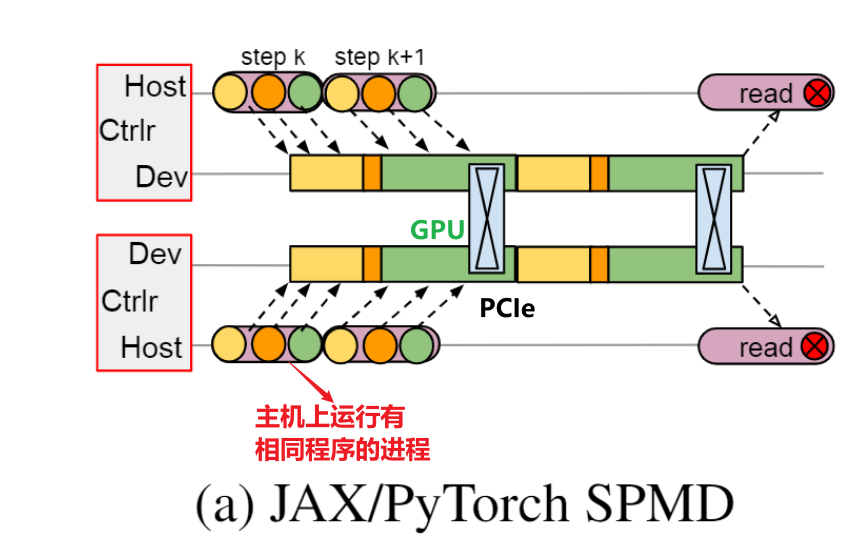 step k step k+1
Host
read
Ctrlr
Dev
GPU
Dev
Ctrlr
PCIe
Host
read
主机上运行有
相同程序的进程
(a) JAX/PyTorch SPMD